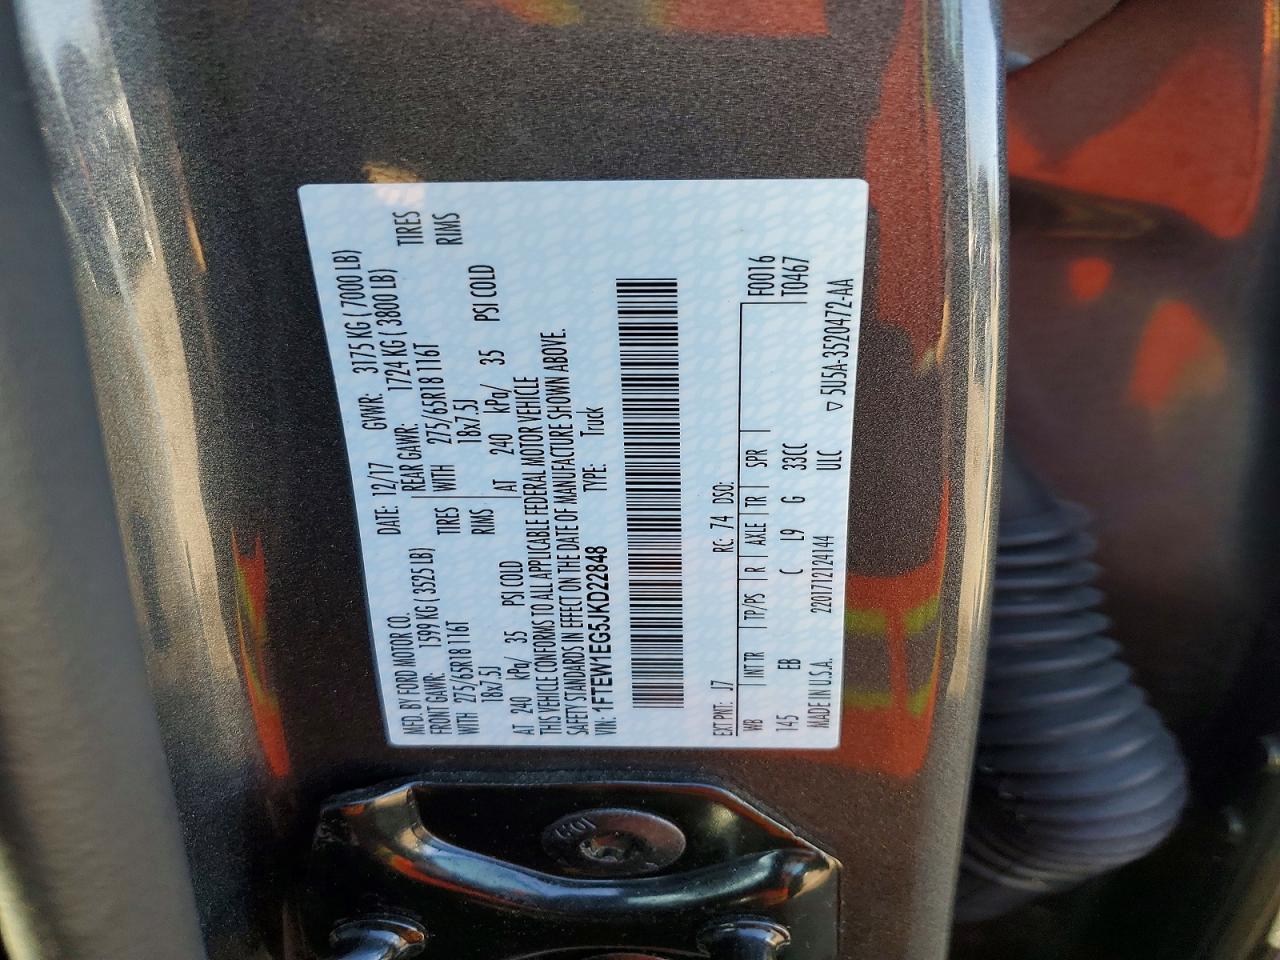 MFD. BY FORD MOTOR CO.
DATE: 12/17 GVWR: 3175 KG ( 7000 LB)
FRONT GAWR: 1599 KG ( 3525 LB) REAR GAWR: 1724 KG ( 3800 LB)
WITH 275/65R18 116T TIRES WITH 275/65R18 116T TIRES
18x7.5J RIMS 18x7.5J RIMS
AT 240 kPa/ 35 PSI COLD AT 240 kPa/ 35 PSI COLD
THIS VEHICLE CONFORMS TO ALL APPLICABLE FEDERAL MOTOR VEHICLE
SAFETY STANDARDS IN EFFECT ON THE DATE OF MANUFACTURE SHOWN ABOVE.
VIN: 1FTEW1EG5JKD22848 TYPE: Truck
EXT PNT: J7 RC: 74 DSO: F0016
WB INT TR TP/PS R AXLE TR SPR T0467
145 EB C L9 G 33CC
MADE IN U.S.A. 220171212414​4 ULC ▽ 5U5A-3520472-AA